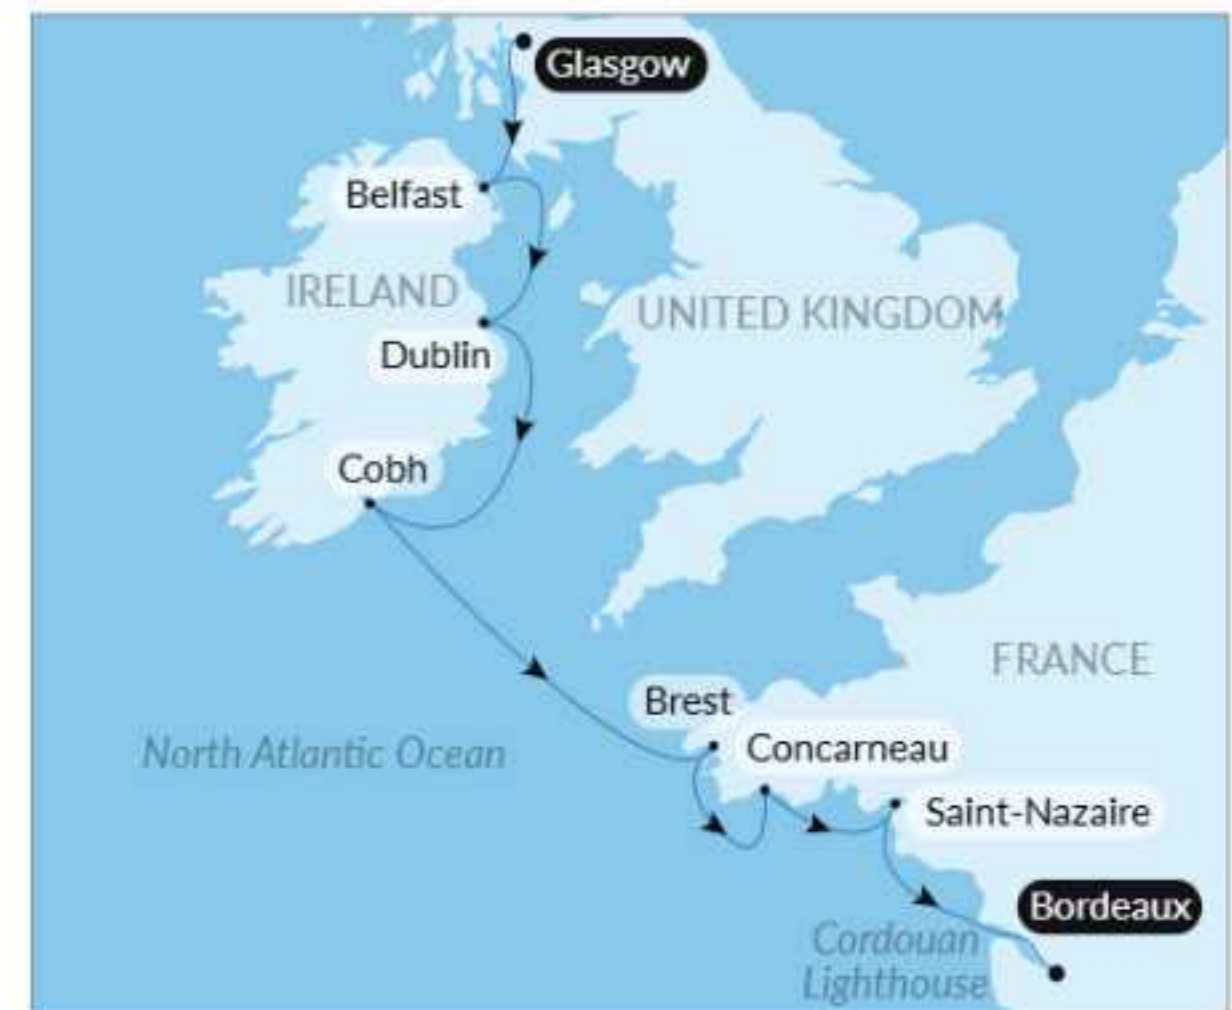 Glasgow
Belfast
IRELAND
UNITED KINGDOM
Dublin
Cobh
FRANCE
Brest
North Atlantic Ocean
Concarneau
Saint-Nazaire
Bordeaux
Cordouan
Lighthouse